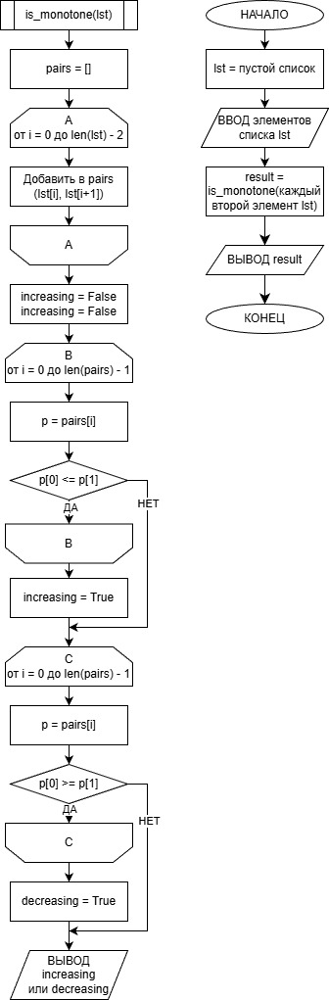 is_monotone(lst)
pairs = []
A
от i = 0 до len(lst) - 2
Добавить в pairs
(lst[i], lst[i+1])
A
increasing = False
increasing = False
B
от i = 0 до len(pairs) - 1
p = pairs[i]
p[0] <= p[1]
ДА
НЕТ
B
increasing = True
C
от i = 0 до len(pairs) - 1
p = pairs[i]
p[0] >= p[1]
ДА
НЕТ
C
decreasing = True
ВЫВОД
increasing
или decreasing
НАЧАЛО
lst = пустой список
ВВОД элементов
списка lst
result =
is_monotone(каждый
второй элемент lst)
ВЫВОД result
КОНЕЦ